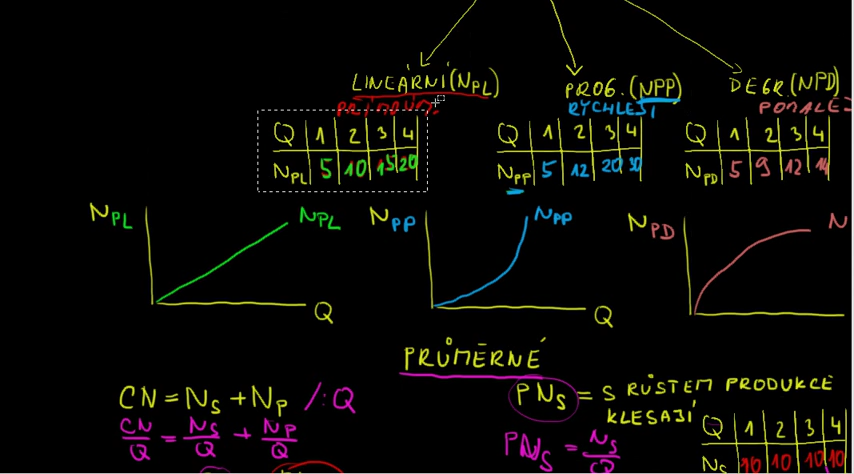 LINEÁRNÍ (NPL) PROG. (NPP) DEGR. (NPD)
RYCHLEJI
Q 1 2 3 4 Q 1 2 3 4 Q 1 2 3 4
NPL 5 10 15 20 NPP 5 12 20 30 NPD 5 9 12 14
NPL NPL NPP NPP NPD N
Q Q
PRŮMĚRNÉ
CN = NS + NP /:Q
PNS = S RŮSTEM PRODUKCE
KLESAJÍ
CN/Q = NS/Q + NP/Q
PNS = NS/Q
Q 1 2 3 4
NS 10 10 10 10